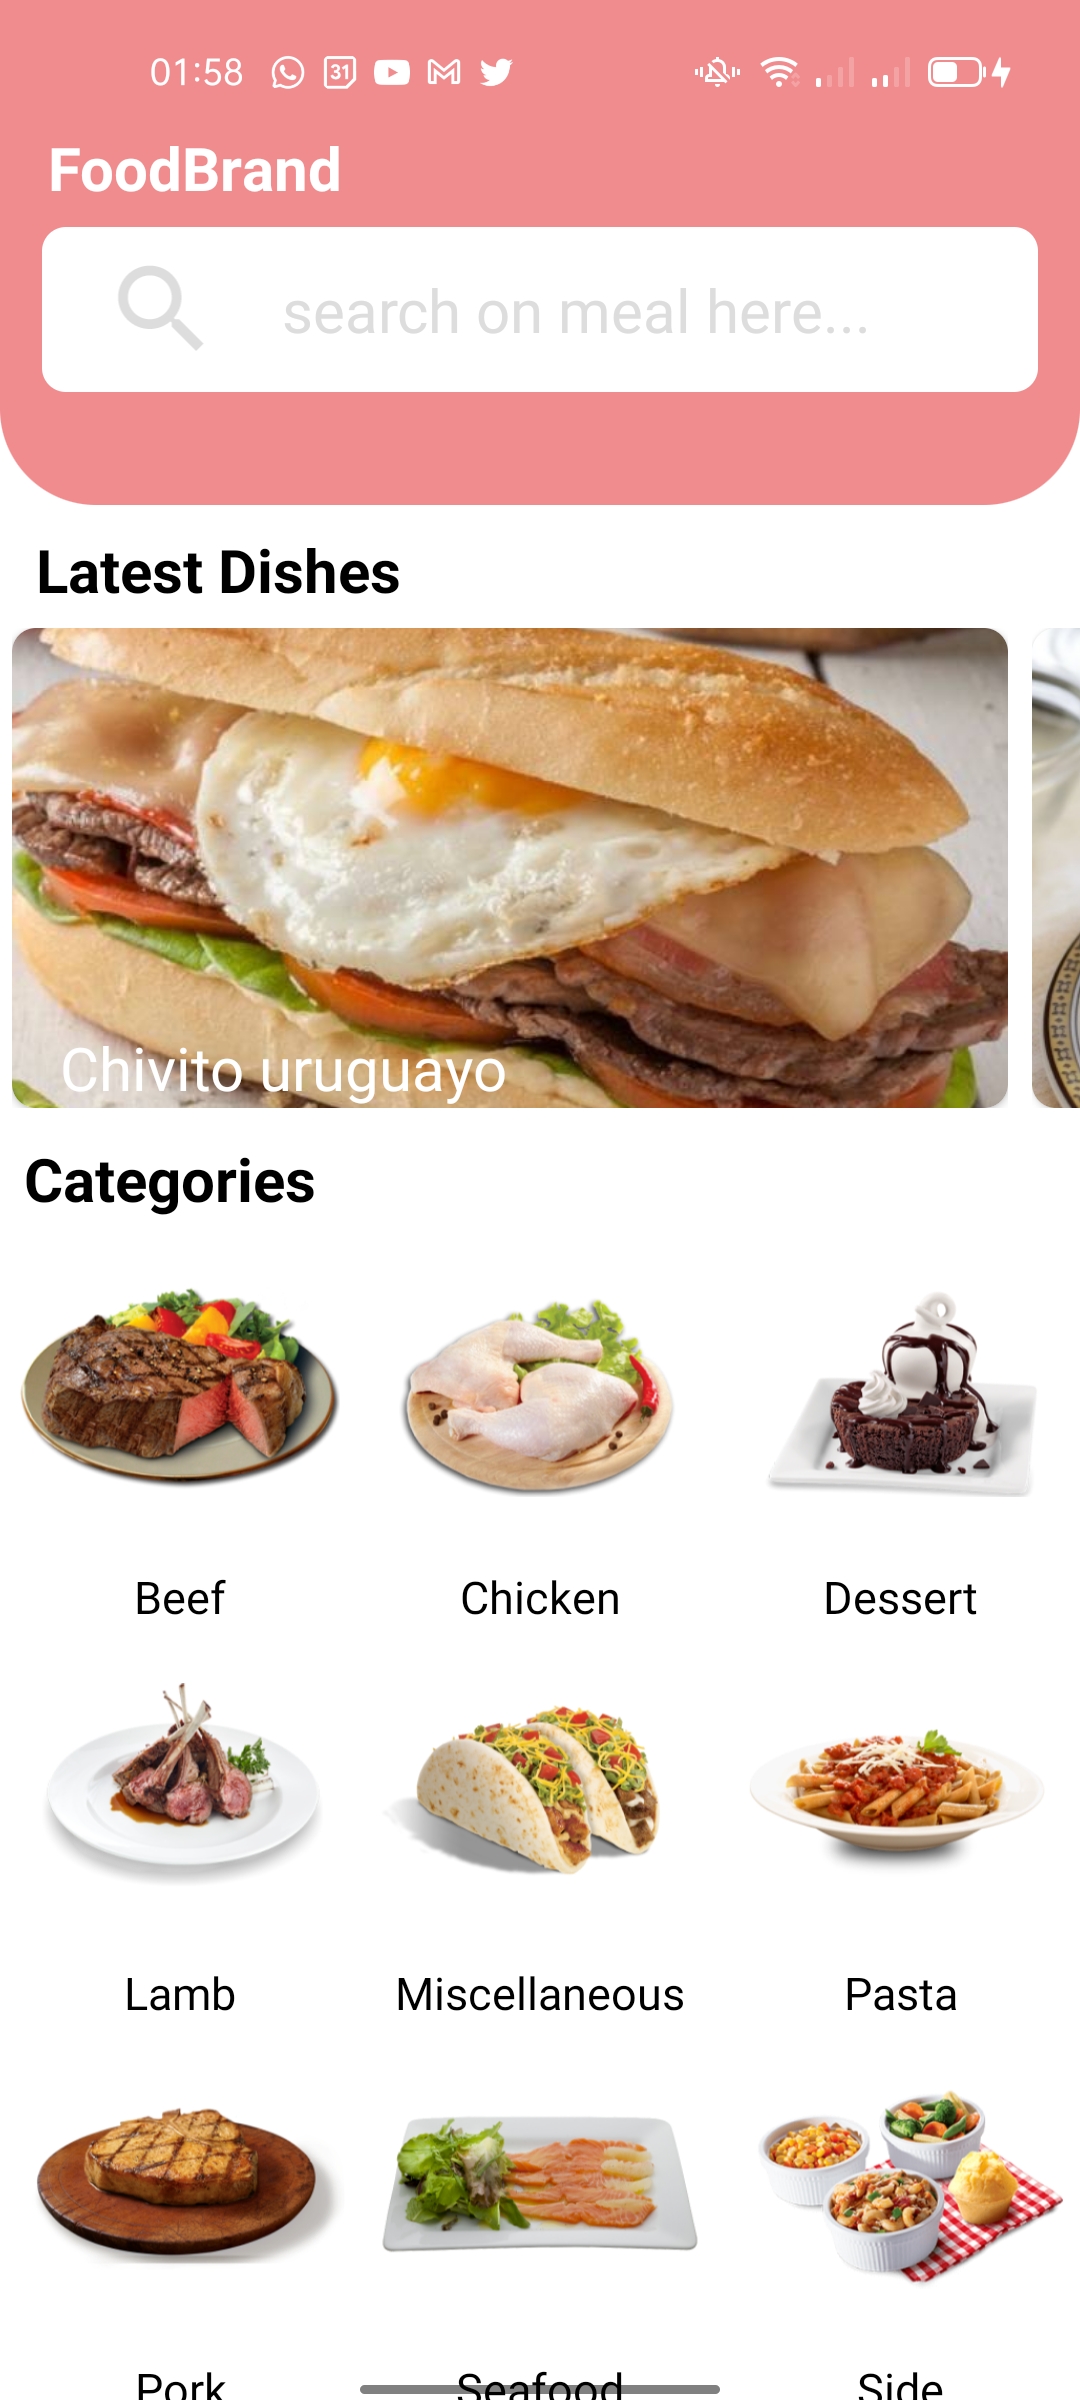 01:58 31
FoodBrand
search on meal here...
Latest Dishes
Chivito uruguayo
Categories
Beef Chicken Dessert
Lamb Miscellaneous Pasta
Pork Seafood Side